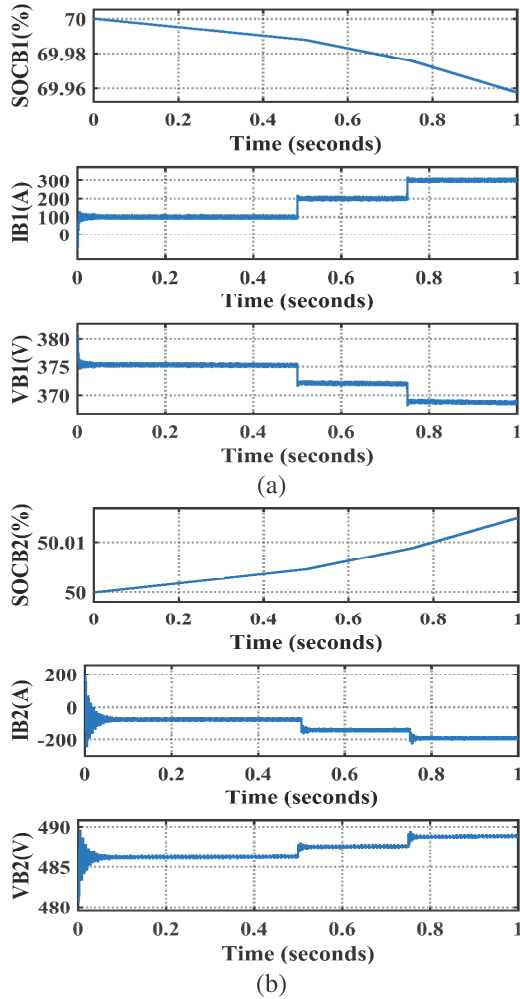 SOCB1(%)
70
69.98
69.96
0 0.2 0.4 0.6 0.8 1
Time (seconds)
IB1(A)
300
200
100
0
0 0.2 0.4 0.6 0.8 1
Time (seconds)
VB1(V)
380
375
370
0 0.2 0.4 0.6 0.8 1
Time (seconds)
(a)
SOCB2(%)
50.01
50
0 0.2 0.4 0.6 0.8 1
Time (seconds)
IB2(A)
200
0
-200
0 0.2 0.4 0.6 0.8 1
Time (seconds)
VB2(V)
490
485
480
0 0.2 0.4 0.6 0.8 1
Time (seconds)
(b)